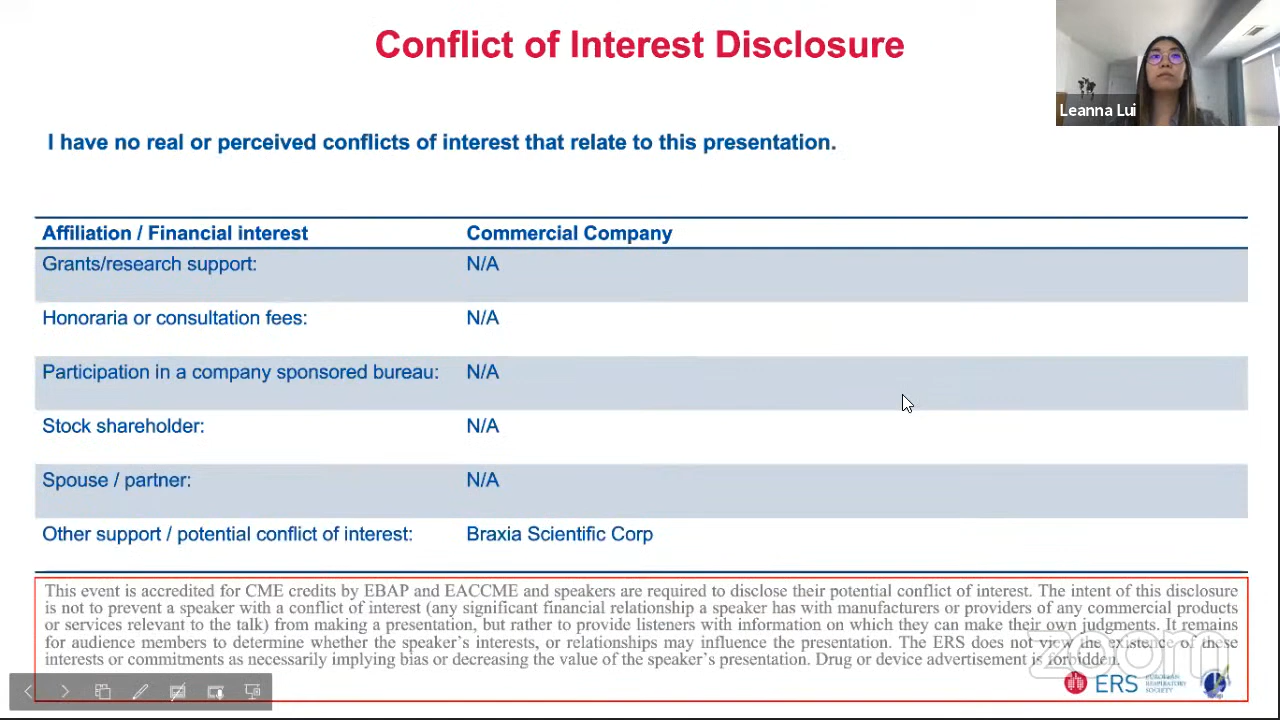 Conflict of Interest Disclosure
Leanna Lui
I have no real or perceived conflicts of interest that relate to this presentation.
Affiliation / Financial interest Commercial Company
Grants/research support: N/A
Honoraria or consultation fees: N/A
Participation in a company sponsored bureau: N/A
Stock shareholder: N/A
Spouse / partner: N/A
Other support / potential conflict of interest: Braxia Scientific Corp
This event is accredited for CME credits by EBAP and EACCME and speakers are required to disclose their potential conflict of interest. The intent of this disclosure
is not to prevent a speaker with a conflict of interest (any significant financial relationship a speaker has with manufacturers or providers of any commercial products
or services relevant to the talk) from making a presentation, but rather to provide listeners with information on which they can make their own judgments. It remains
for audience members to determine whether the speaker's interests, or relationships may influence the presentation. The ERS does not view the existence of these
interests or commitments as necessarily implying bias or decreasing the value of the speaker's presentation. Drug or device advertisement is forbidden.
zoom
ERS EUROPEAN
RESPIRATORY
SOCIETY